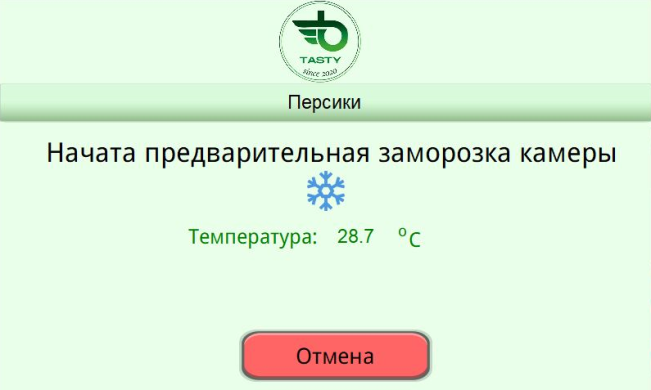 TASTY
since 2020
Персики
Начата предварительная заморозка камеры
Температура: 28.7 °C
Отмена